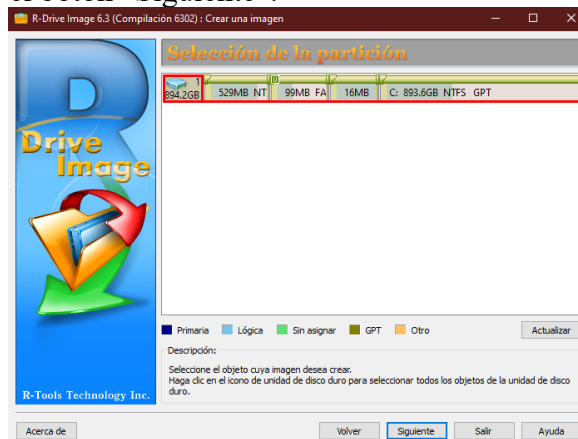 el botón "Siguiente".
R-Drive Image 6.3 (Compilación 6302) : Crear una imagen
Selección de la partición
1
894.2GB
529MB NT
99MB FA
16MB
C: 893.6GB NTFS GPT
Drive
Image
Primaria
Lógica
Sin asignar
GPT
Otro
Actualizar
Descripción:
Seleccione el objeto cuya imagen desea crear.
Haga clic en el icono de unidad de disco duro para seleccionar todos los objetos de la unidad de disco
duro.
R-Tools Technology Inc.
Acerca de
Volver
Siguiente
Salir
Ayuda